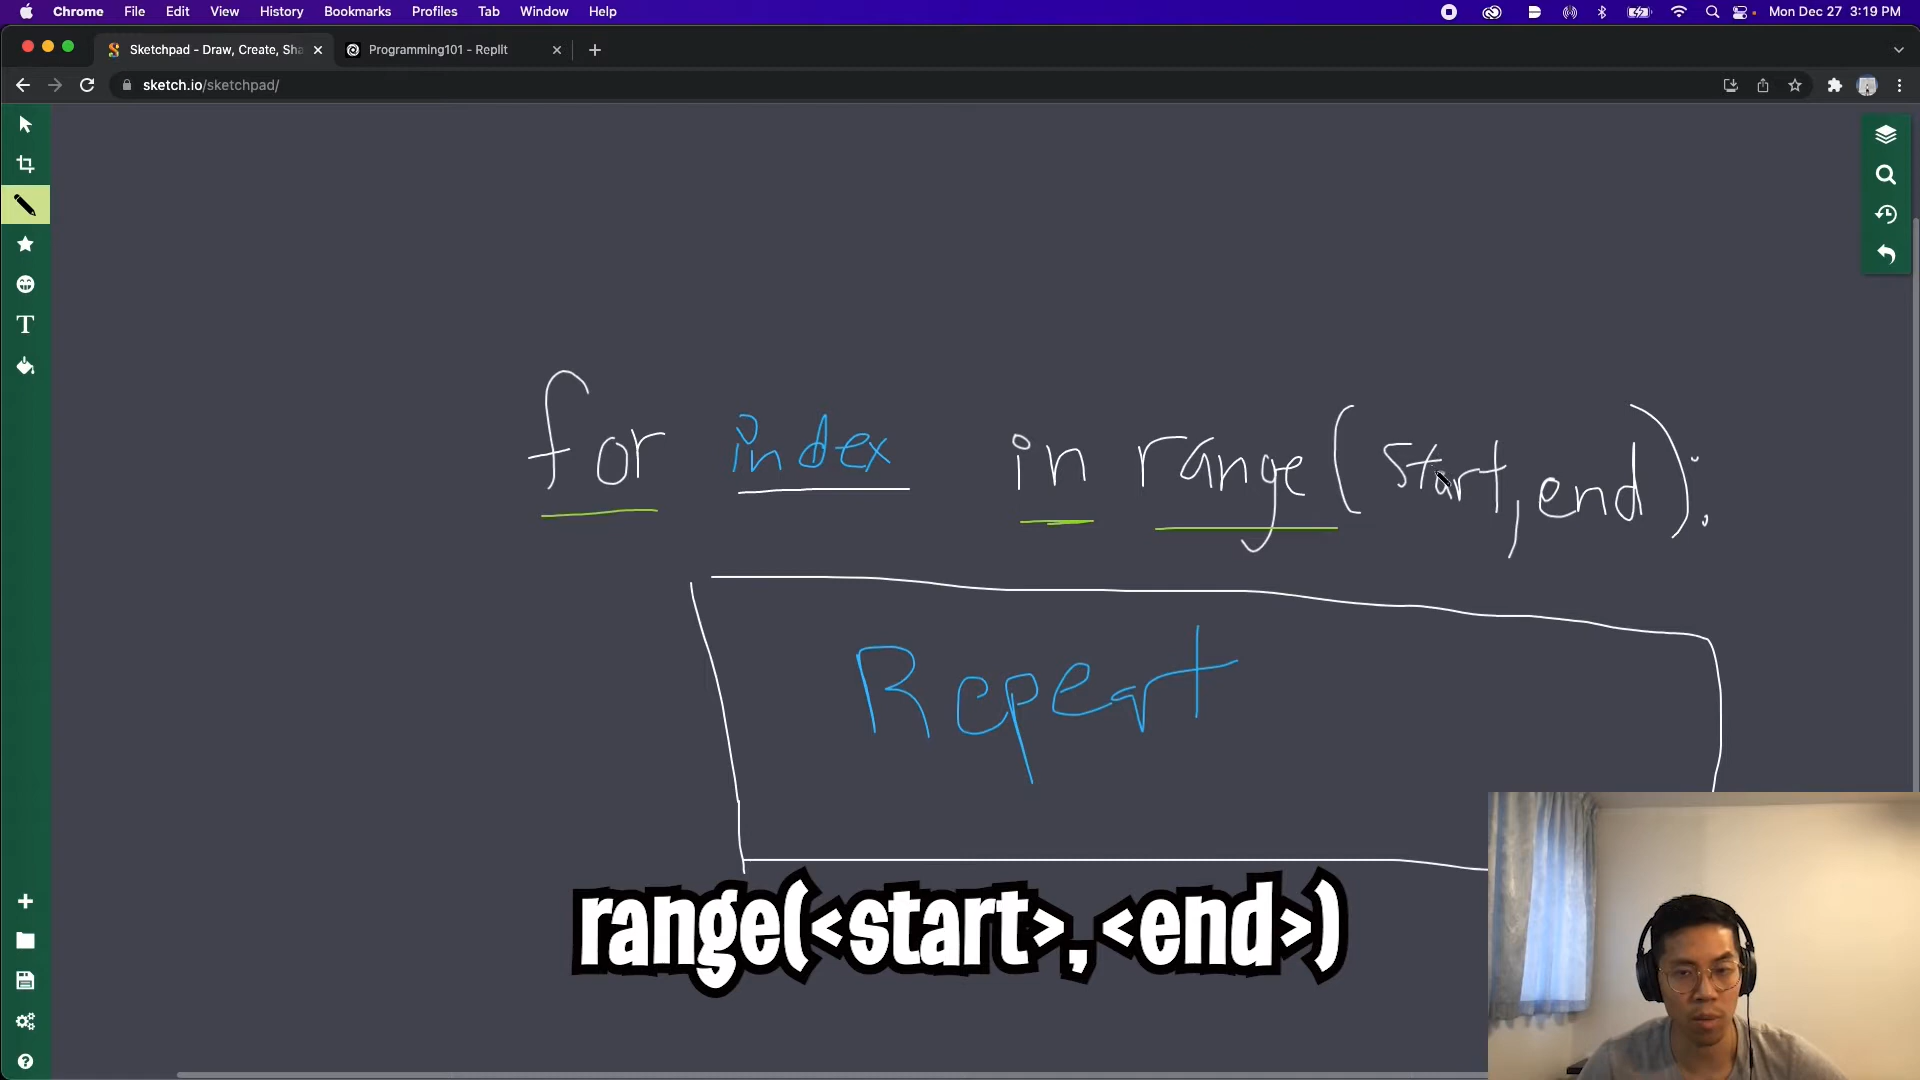 Chrome File Edit View History Bookmarks Profiles Tab Window Help Mon Dec 27 3:19 PM
Sketchpad - Draw, Create, Sha Programming101 - Replit
sketch.io/sketchpad/
T
for index in range(start, end):
Repeat
range(<start>, <end>)